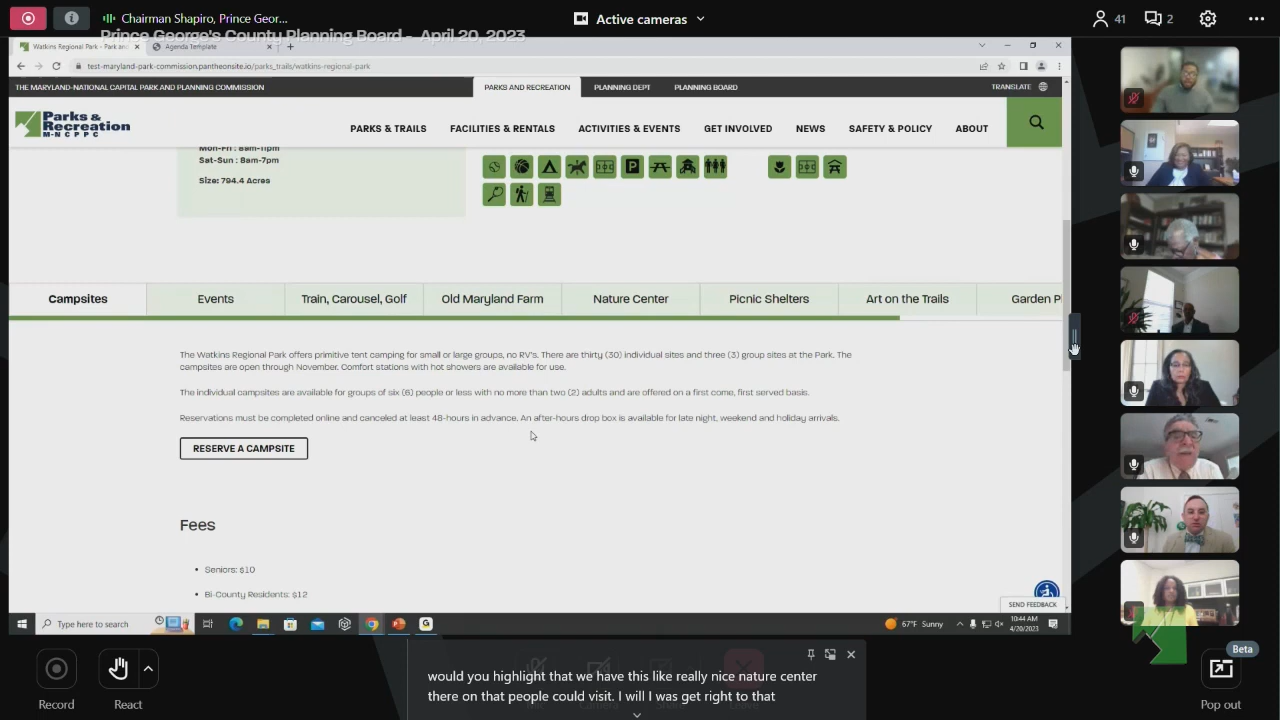 Chairman Shapiro, Prince Geor...
Active cameras
41
2
Prince George's County Planning Board - April 20, 2023
Watkins Regional Park - Park and
Agenda Template
test-maryland-park-commission.pantheonsite.io/parks_trails/watkins-regional-park
THE MARYLAND-NATIONAL CAPITAL PARK AND PLANNING COMMISSION
PARKS AND RECREATION
PLANNING DEPT
PLANNING BOARD
TRANSLATE
Parks &
Recreation
M-NCPPC
PARKS & TRAILS
FACILITIES & RENTALS
ACTIVITIES & EVENTS
GET INVOLVED
NEWS
SAFETY & POLICY
ABOUT
Mon-Fri : 8am-11pm
Sat-Sun : 8am-7pm
Size: 794.4 Acres
P
Campsites
Events
Train, Carousel, Golf
Old Maryland Farm
Nature Center
Picnic Shelters
Art on the Trails
Garden P
The Watkins Regional Park offers primitive tent camping for small or large groups, no RV's. There are thirty (30) individual sites and three (3) group sites at the Park. The
campsites are open through November. Comfort stations with hot showers are available for use.
The individual campsites are available for groups of six (6) people or less with no more than two (2) adults and are offered on a first come, first served basis.
Reservations must be completed online and canceled at least 48-hours in advance. An after-hours drop box is available for late night, weekend and holiday arrivals.
RESERVE A CAMPSITE
Fees
• Seniors: $10
• Bi-County Residents: $12
SEND FEEDBACK
Type here to search
67°F Sunny
10:44 AM
4/20/2023
Record
React
would you highlight that we have this like really nice nature center
there on that people could visit. I will I was get right to that
Beta
Pop out